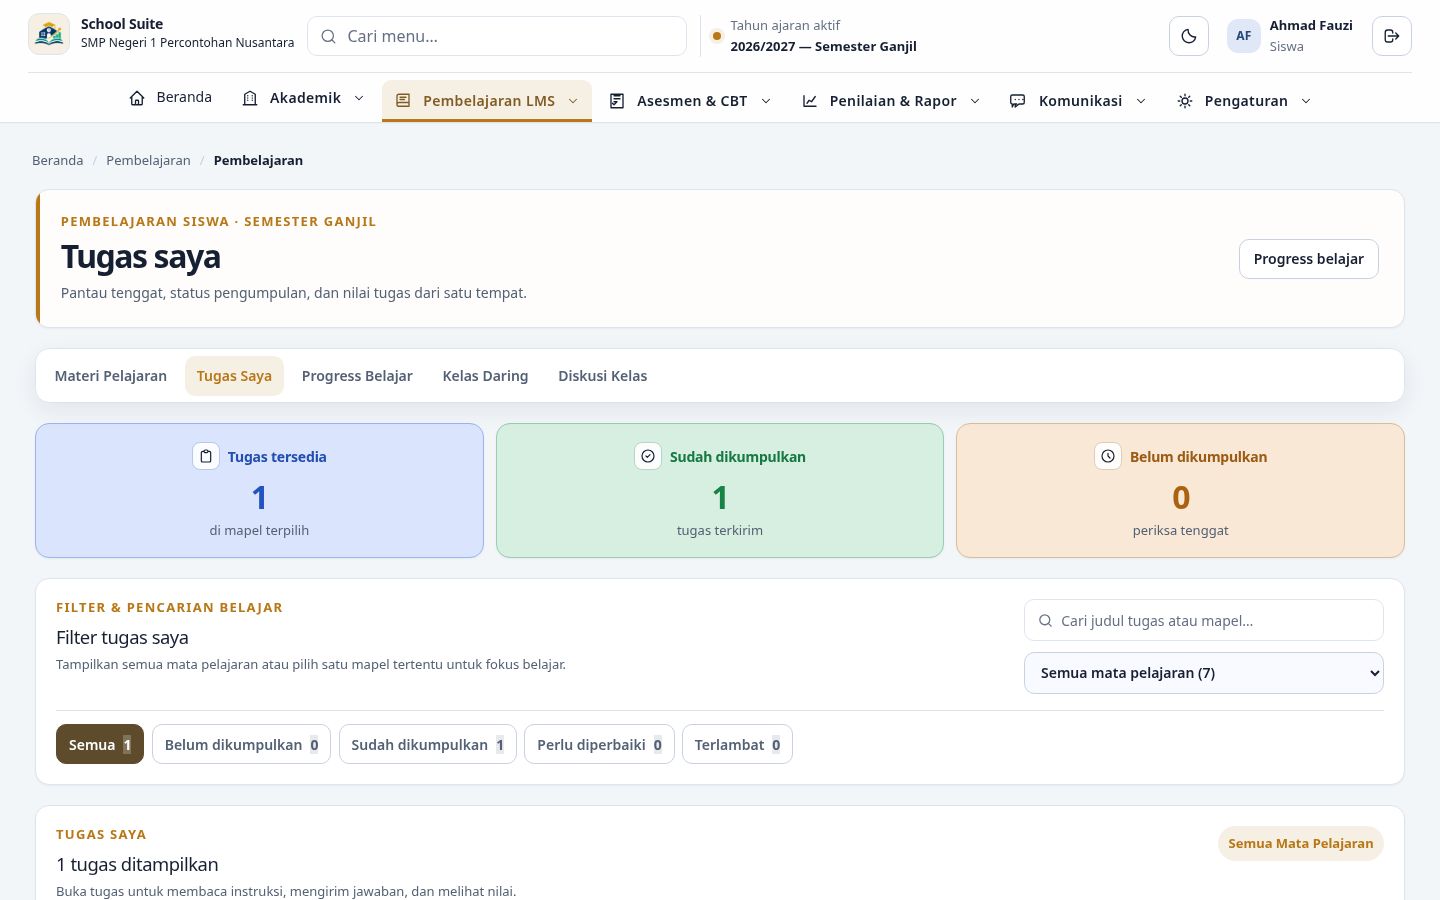 School Suite
SMP Negeri 1 Percontohan Nusantara
Cari menu...
Tahun ajaran aktif
2026/2027 — Semester Ganjil
AF
Ahmad Fauzi
Siswa
Beranda
Akademik
Pembelajaran LMS
Asesmen & CBT
Penilaian & Rapor
Komunikasi
Pengaturan
Beranda / Pembelajaran / Pembelajaran
PEMBELAJARAN SISWA · SEMESTER GANJIL
Tugas saya
Pantau tenggat, status pengumpulan, dan nilai tugas dari satu tempat.
Progress belajar
Materi Pelajaran
Tugas Saya
Progress Belajar
Kelas Daring
Diskusi Kelas
Tugas tersedia
1
di mapel terpilih
Sudah dikumpulkan
1
tugas terkirim
Belum dikumpulkan
0
periksa tenggat
FILTER & PENCARIAN BELAJAR
Filter tugas saya
Tampilkan semua mata pelajaran atau pilih satu mapel tertentu untuk fokus belajar.
Cari judul tugas atau mapel...
Semua mata pelajaran (7)
Semua 1
Belum dikumpulkan 0
Sudah dikumpulkan 1
Perlu diperbaiki 0
Terlambat 0
TUGAS SAYA
1 tugas ditampilkan
Buka tugas untuk membaca instruksi, mengirim jawaban, dan melihat nilai.
Semua Mata Pelajaran